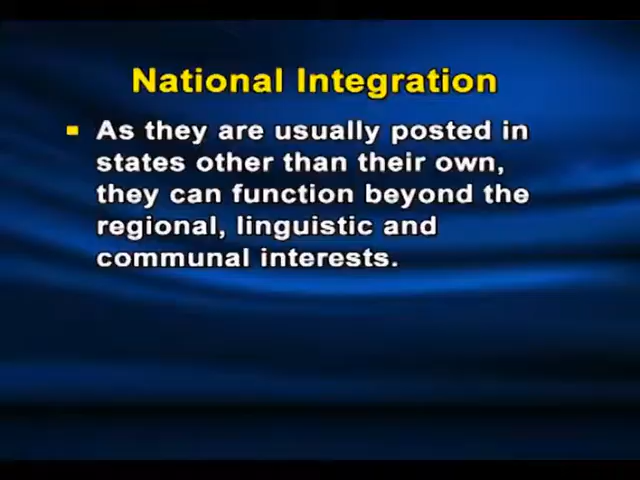 National Integration
As they are usually posted in
states other than their own,
they can function beyond the
regional, linguistic and
communal interests.